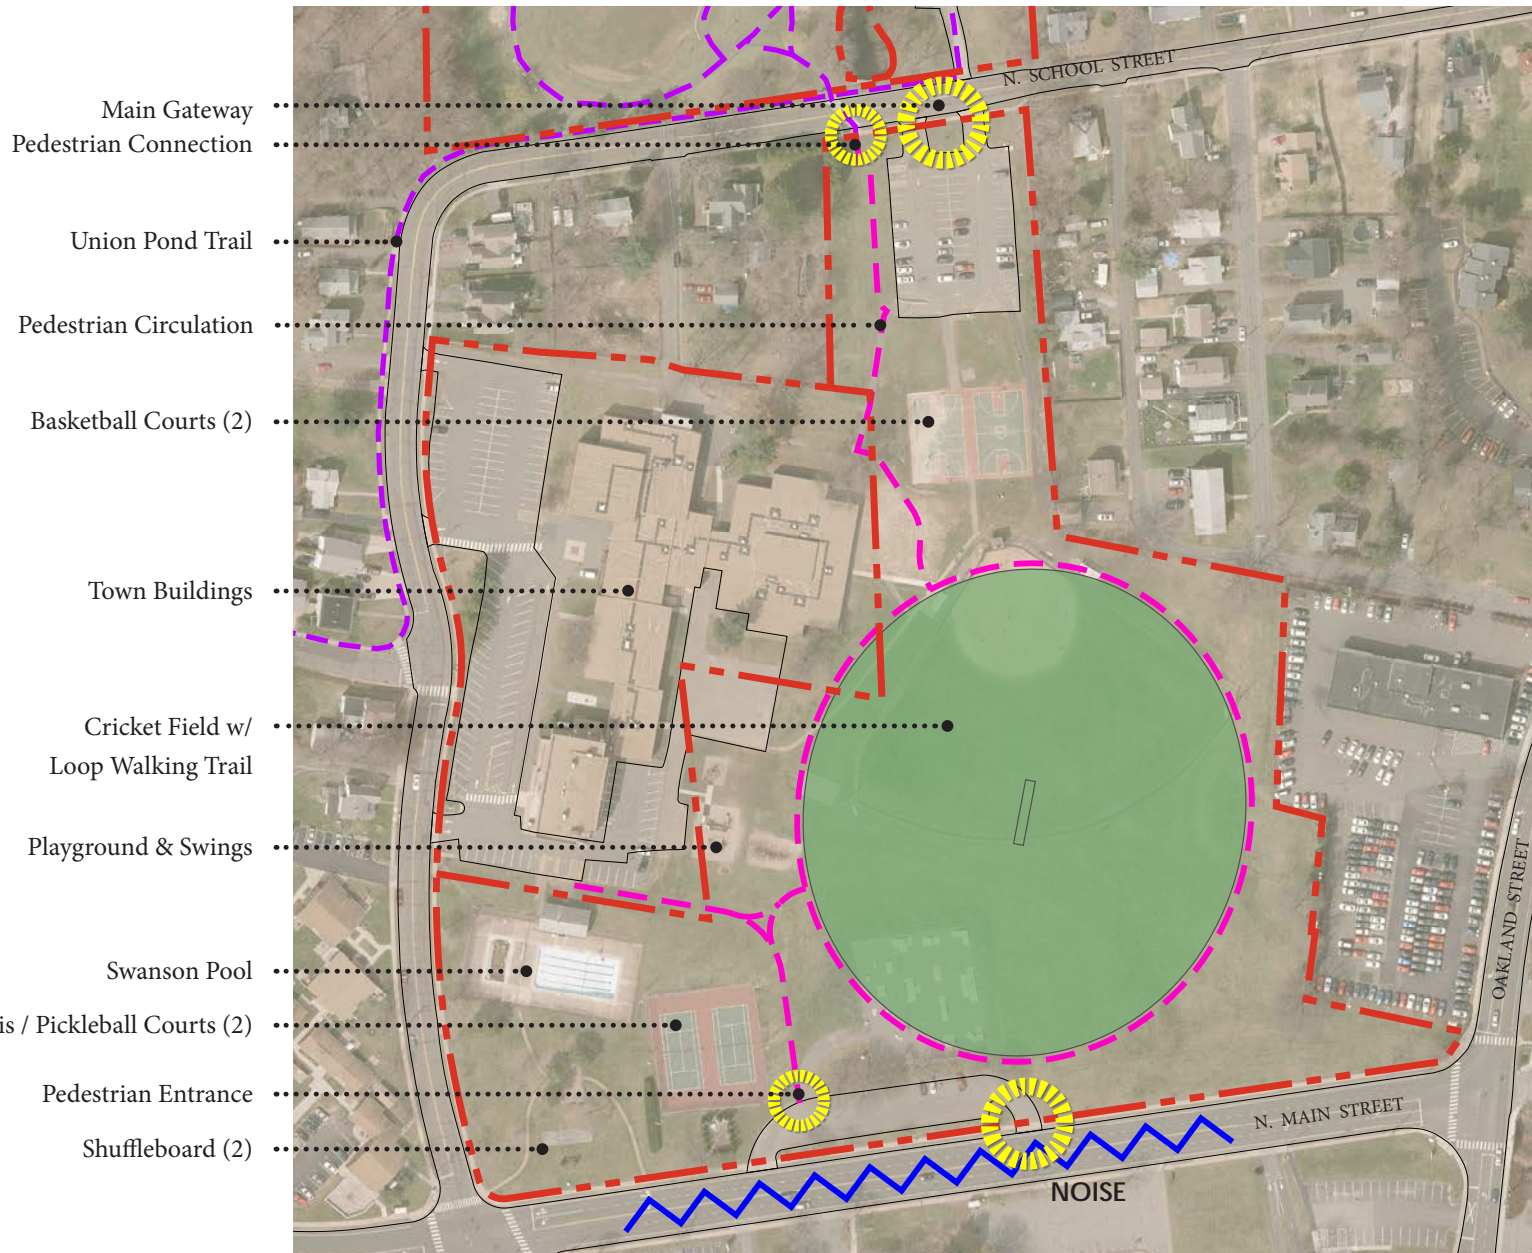 Main Gateway
Pedestrian Connection
Union Pond Trail
Pedestrian Circulation
Basketball Courts (2)
Town Buildings
Cricket Field w/
Loop Walking Trail
Playground & Swings
Swanson Pool
is / Pickleball Courts (2)
Pedestrian Entrance
Shuffleboard (2)
N. SCHOOL STREET
OAKLAND STREET
N. MAIN STREET
NOISE